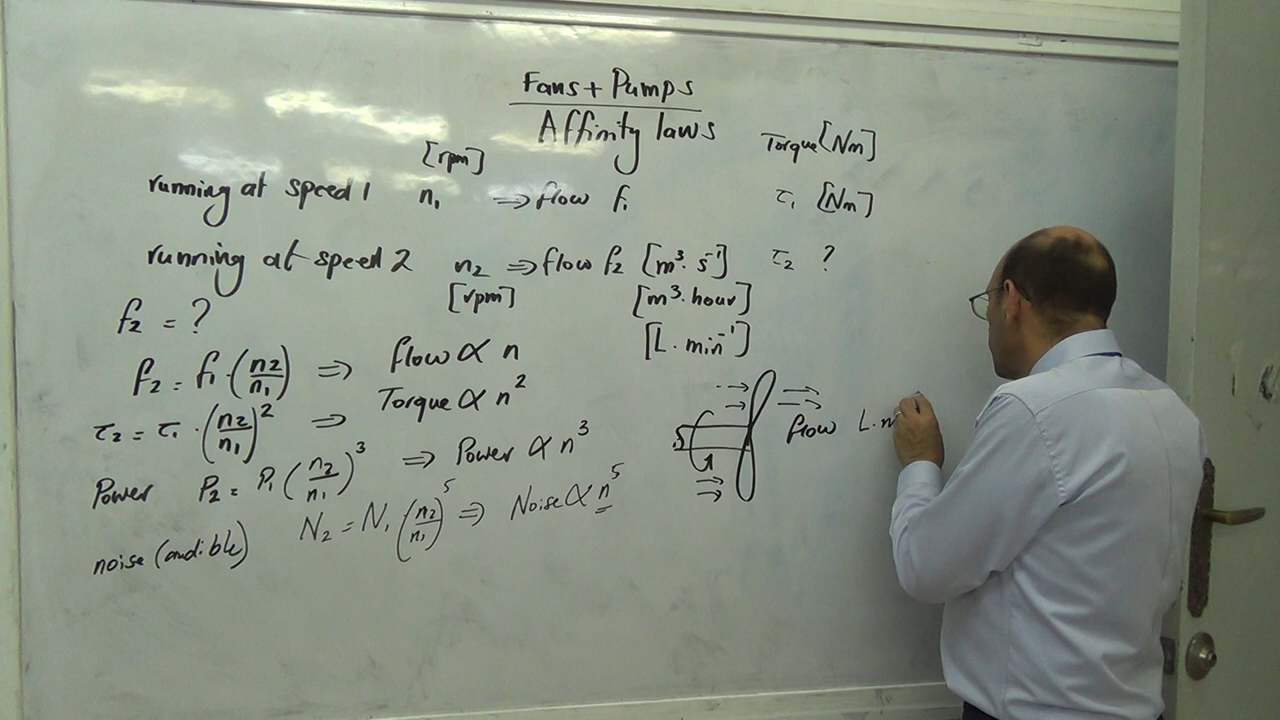 Fans + Pumps
Affinity laws
[rpm]
Torque [Nm]
running at speed 1 n₁ ⇒ flow f₁ τ₁ [Nm]
running at speed 2 n₂ ⇒ flow f₂ [m³·s⁻¹] τ₂ ?
[rpm] [m³·hour]
f₂ = ?
[L·min⁻¹]
f₂ = f₁·(n₂/n₁) ⇒ flow ∝ n
τ₂ = τ₁·(n₂/n₁)² ⇒ Torque ∝ n²
Power P₂ = P₁(n₂/n₁)³ ⇒ Power ∝ n³
flow L.m
noise (audible) N₂ = N₁(n₂/n₁)⁵ ⇒ Noise ∝ n⁵